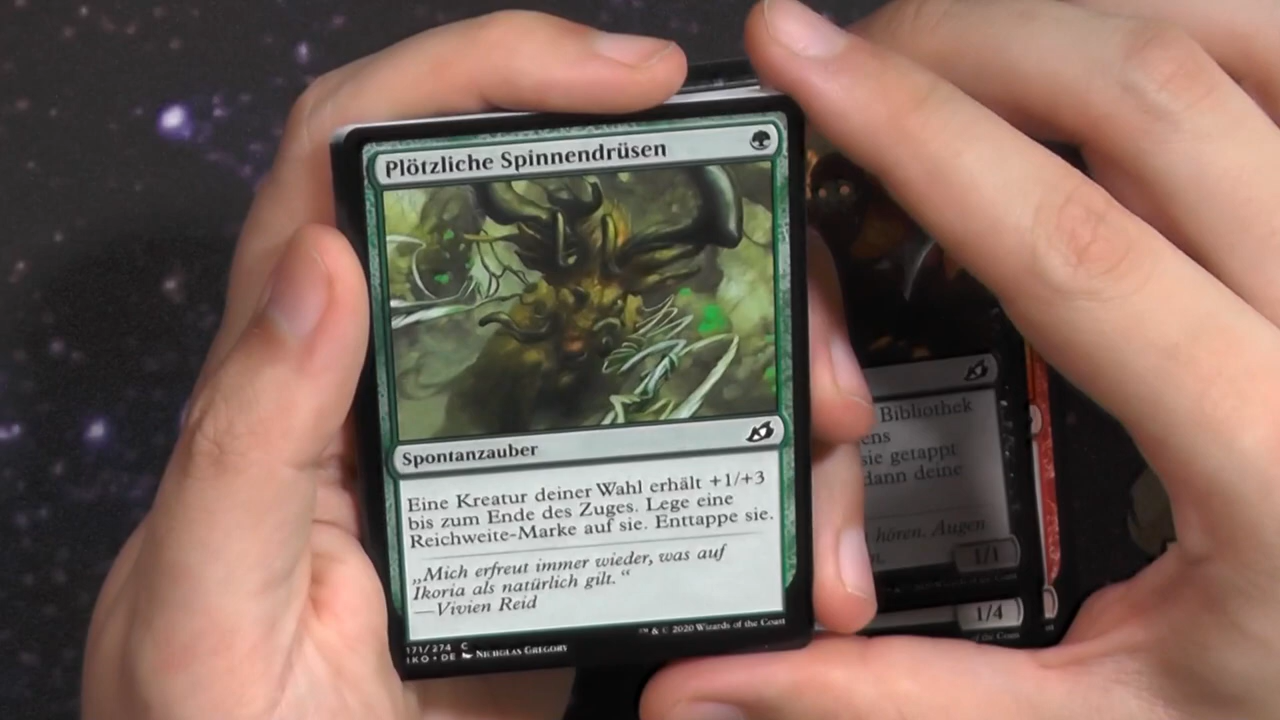 Plötzliche Spinnendrüsen
Spontanzauber
Eine Kreatur deiner Wahl erhält +1/+3
bis zum Ende des Zuges. Lege eine
Reichweite-Marke auf sie. Enttappe sie.
„Mich erfreut immer wieder, was auf
Ikoria als natürlich gilt.“
—Vivien Reid
171/274 C
IKO • DE NICHOLAS GREGORY
™ & © 2020 Wizards of the Coast
Bibliothek
sie getappt
dann deine
hören. Augen
1/1
1/4
of the Coast